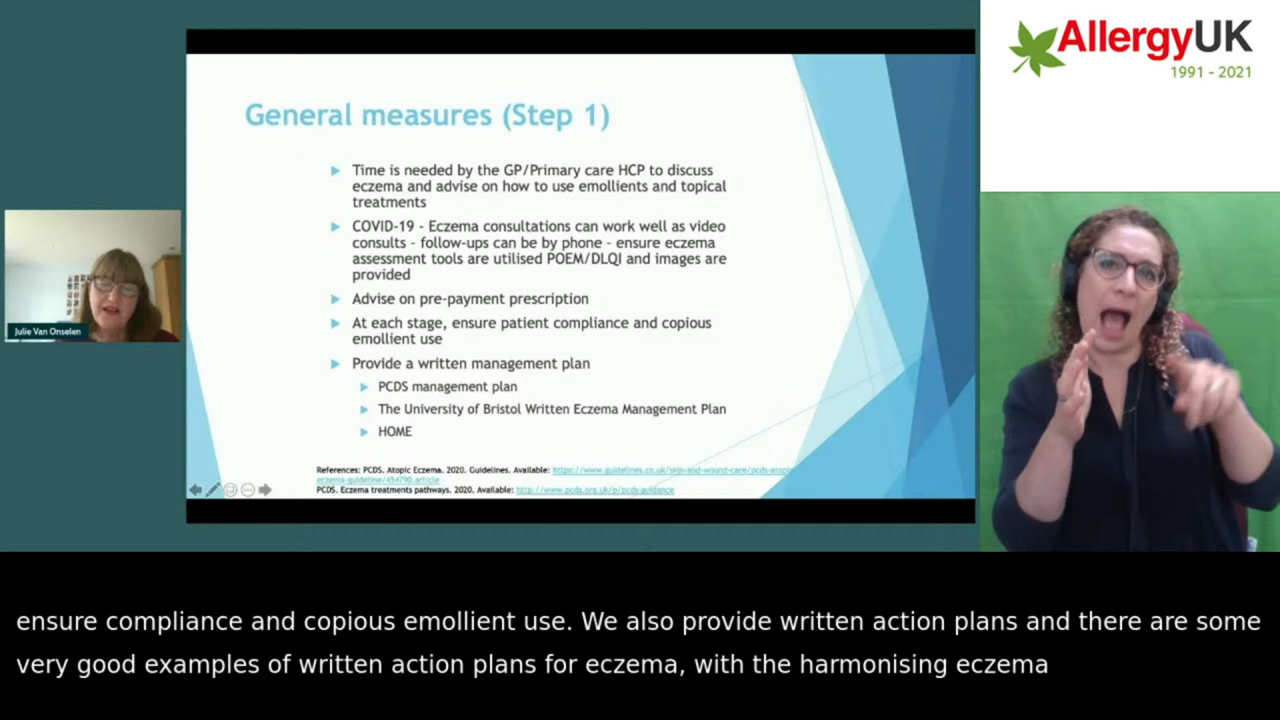 AllergyUK
1991 - 2021
General measures (Step 1)
Time is needed by the GP/Primary care HCP to discuss
eczema and advise on how to use emollients and topical
treatments
COVID-19 - Eczema consultations can work well as video
consults - follow-ups can be by phone - ensure eczema
assessment tools are utilised POEM/DLQI and images are
provided
Advise on pre-payment prescription
At each stage, ensure patient compliance and copious
emollient use
Provide a written management plan
PCDS management plan
The University of Bristol Written Eczema Management Plan
HOME
References: PCDS. Atopic Eczema. 2020. Guidelines. Available: https://www.guidelines.co.uk/skin-and-wound-care/pcds-atopic-
eczema-guideline/454790.article
PCDS. Eczema treatments pathways. 2020. Available: http://www.pcds.org.uk/p/pcds-guidance
Julie Van Onselen
ensure compliance and copious emollient use. We also provide written action plans and there are some
very good examples of written action plans for eczema, with the harmonising eczema